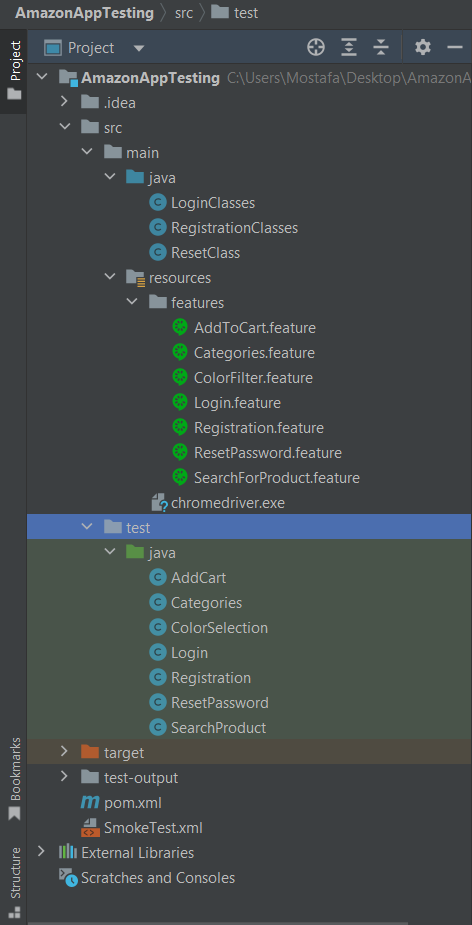 AmazonAppTesting src test
Project
Project
AmazonAppTesting C:\Users\Mostafa\Desktop\AmazonA
.idea
src
main
java
LoginClasses
RegistrationClasses
ResetClass
resources
features
AddToCart.feature
Categories.feature
ColorFilter.feature
Login.feature
Registration.feature
ResetPassword.feature
SearchForProduct.feature
chromedriver.exe
test
java
AddCart
Categories
ColorSelection
Login
Registration
ResetPassword
SearchProduct
target
test-output
pom.xml
SmokeTest.xml
External Libraries
Scratches and Consoles
Bookmarks
Structure